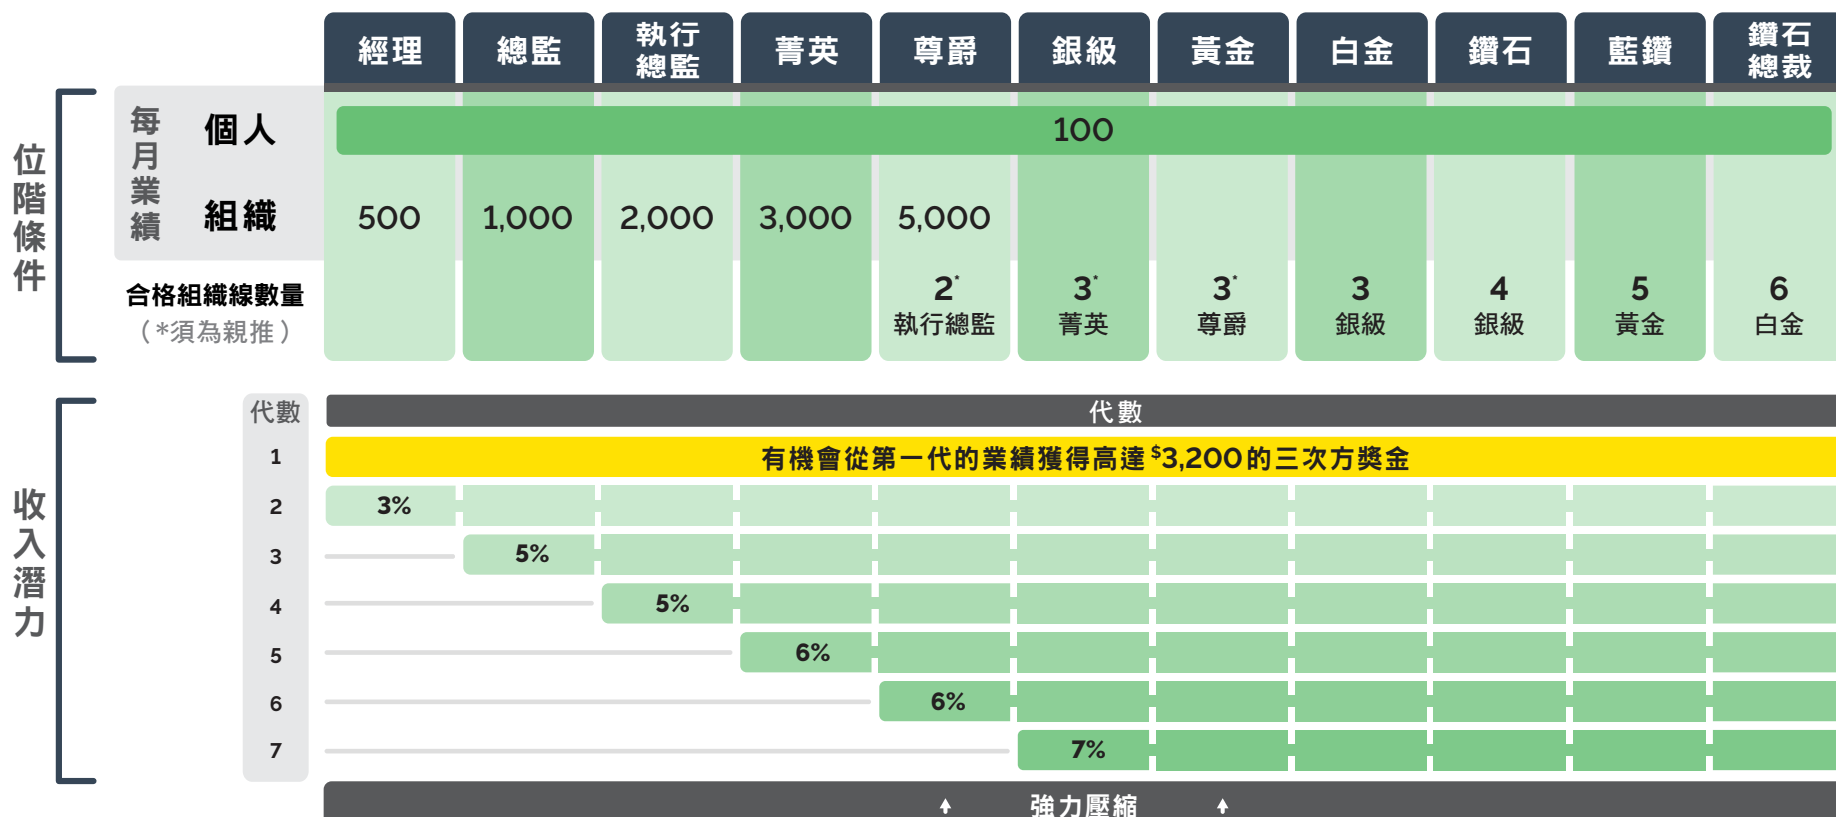 經理 總監 執行總監 菁英 尊爵 銀級 黃金 白金 鑽石 藍鑽 鑽石總裁
位階條件
每月業績
個人 100
組織 500 1,000 2,000 3,000 5,000
合格組織線數量 2* 3* 3* 3 4 5 6
(*須為親推) 執行總監 菁英 尊爵 銀級 銀級 黃金 白金
收入潛力
代數 代數
1 有機會從第一代的業績獲得高達$3,200的三次方獎金
2 3%
3 5%
4 5%
5 6%
6 6%
7 7%
強力壓縮